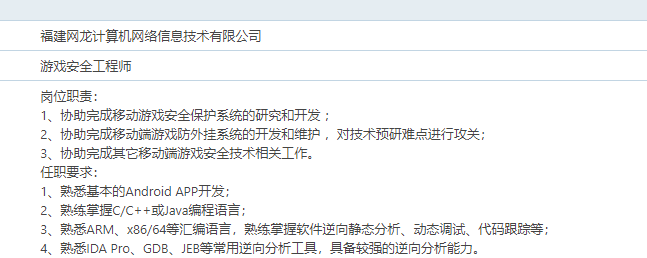 福建网龙计算机网络信息技术有限公司
游戏安全工程师
岗位职责：
1、协助完成移动游戏安全保护系统的研究和开发；
2、协助完成移动端游戏防外挂系统的开发和维护，对技术预研难点进行攻关；
3、协助完成其它移动端游戏安全技术相关工作。
任职要求：
1、熟悉基本的Android APP开发；
2、熟练掌握C/C++或Java编程语言；
3、熟悉ARM、x86/64等汇编语言，熟练掌握软件逆向静态分析、动态调试、代码跟踪等；
4、熟悉IDA Pro、GDB、JEB等常用逆向分析工具，具备较强的逆向分析能力。